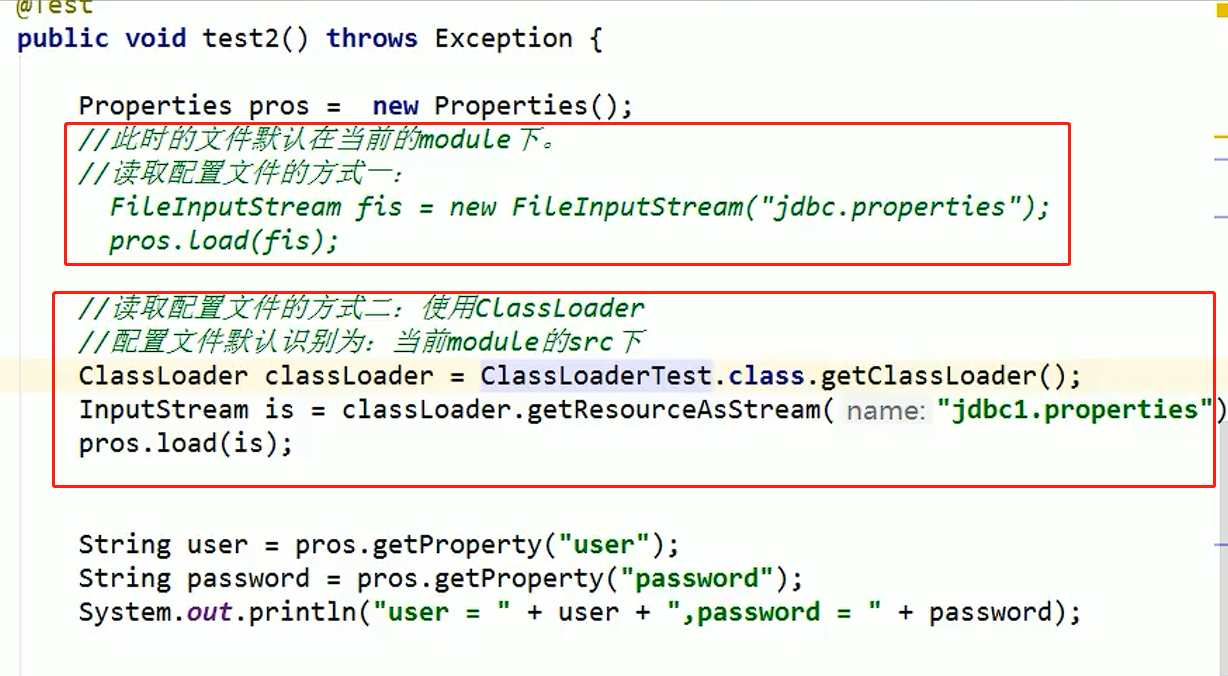 @Test
public void test2() throws Exception {
Properties pros =  new Properties();
//此时的文件默认在当前的module下。
//读取配置文件的方式一：
FileInputStream fis = new FileInputStream("jdbc.properties");
pros.load(fis);
//读取配置文件的方式二：使用ClassLoader
//配置文件默认识别为：当前module的src下
ClassLoader classLoader = ClassLoaderTest.class.getClassLoader();
InputStream is = classLoader.getResourceAsStream( name: "jdbc1.properties")
pros.load(is);
String user = pros.getProperty("user");
String password = pros.getProperty("password");
System.out.println("user = " + user + ",password = " + password);